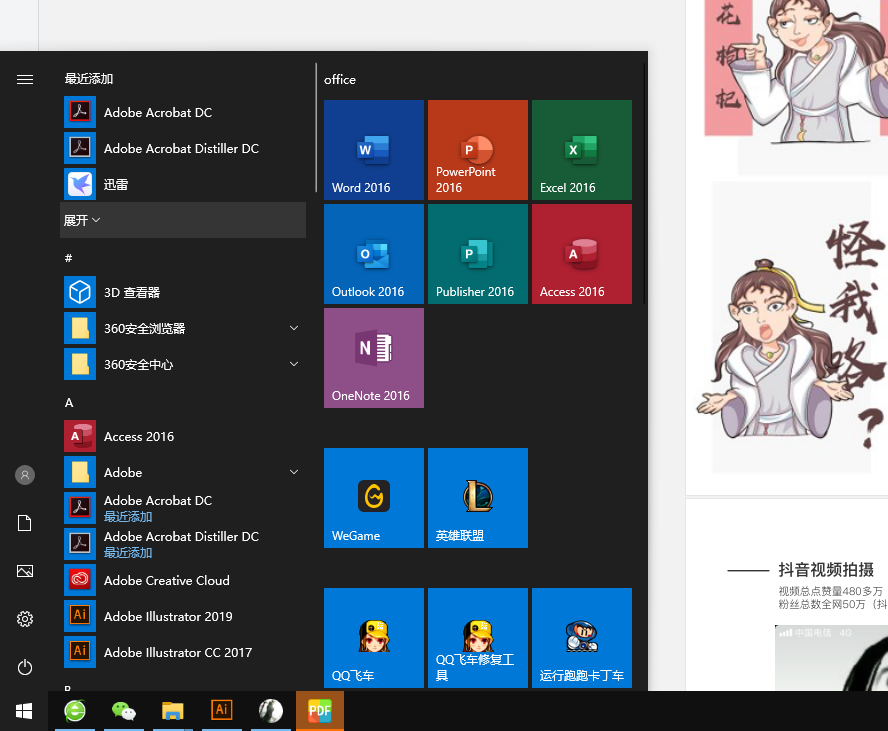 最近添加
Adobe Acrobat DC
Adobe Acrobat Distiller DC
迅雷
展开
#
3D 查看器
360安全浏览器
360安全中心
A
Access 2016
Adobe
Adobe Acrobat DC
最近添加
Adobe Acrobat Distiller DC
最近添加
Adobe Creative Cloud
Ai
Adobe Illustrator 2019
Ai
Adobe Illustrator CC 2017
office
W
Word 2016
P
PowerPoint
2016
X
Excel 2016
O
Outlook 2016
P
Publisher 2016
A
Access 2016
N
OneNote 2016
WeGame
英雄联盟
QQ飞车
QQ飞车修复工
具
运行跑跑卡丁车
Ai
PDF
花
枸
杞
怪
我
咯
?
抖音视频拍摄
视频总点赞量480多万
粉丝总数全网50万（抖
中国电信 4G